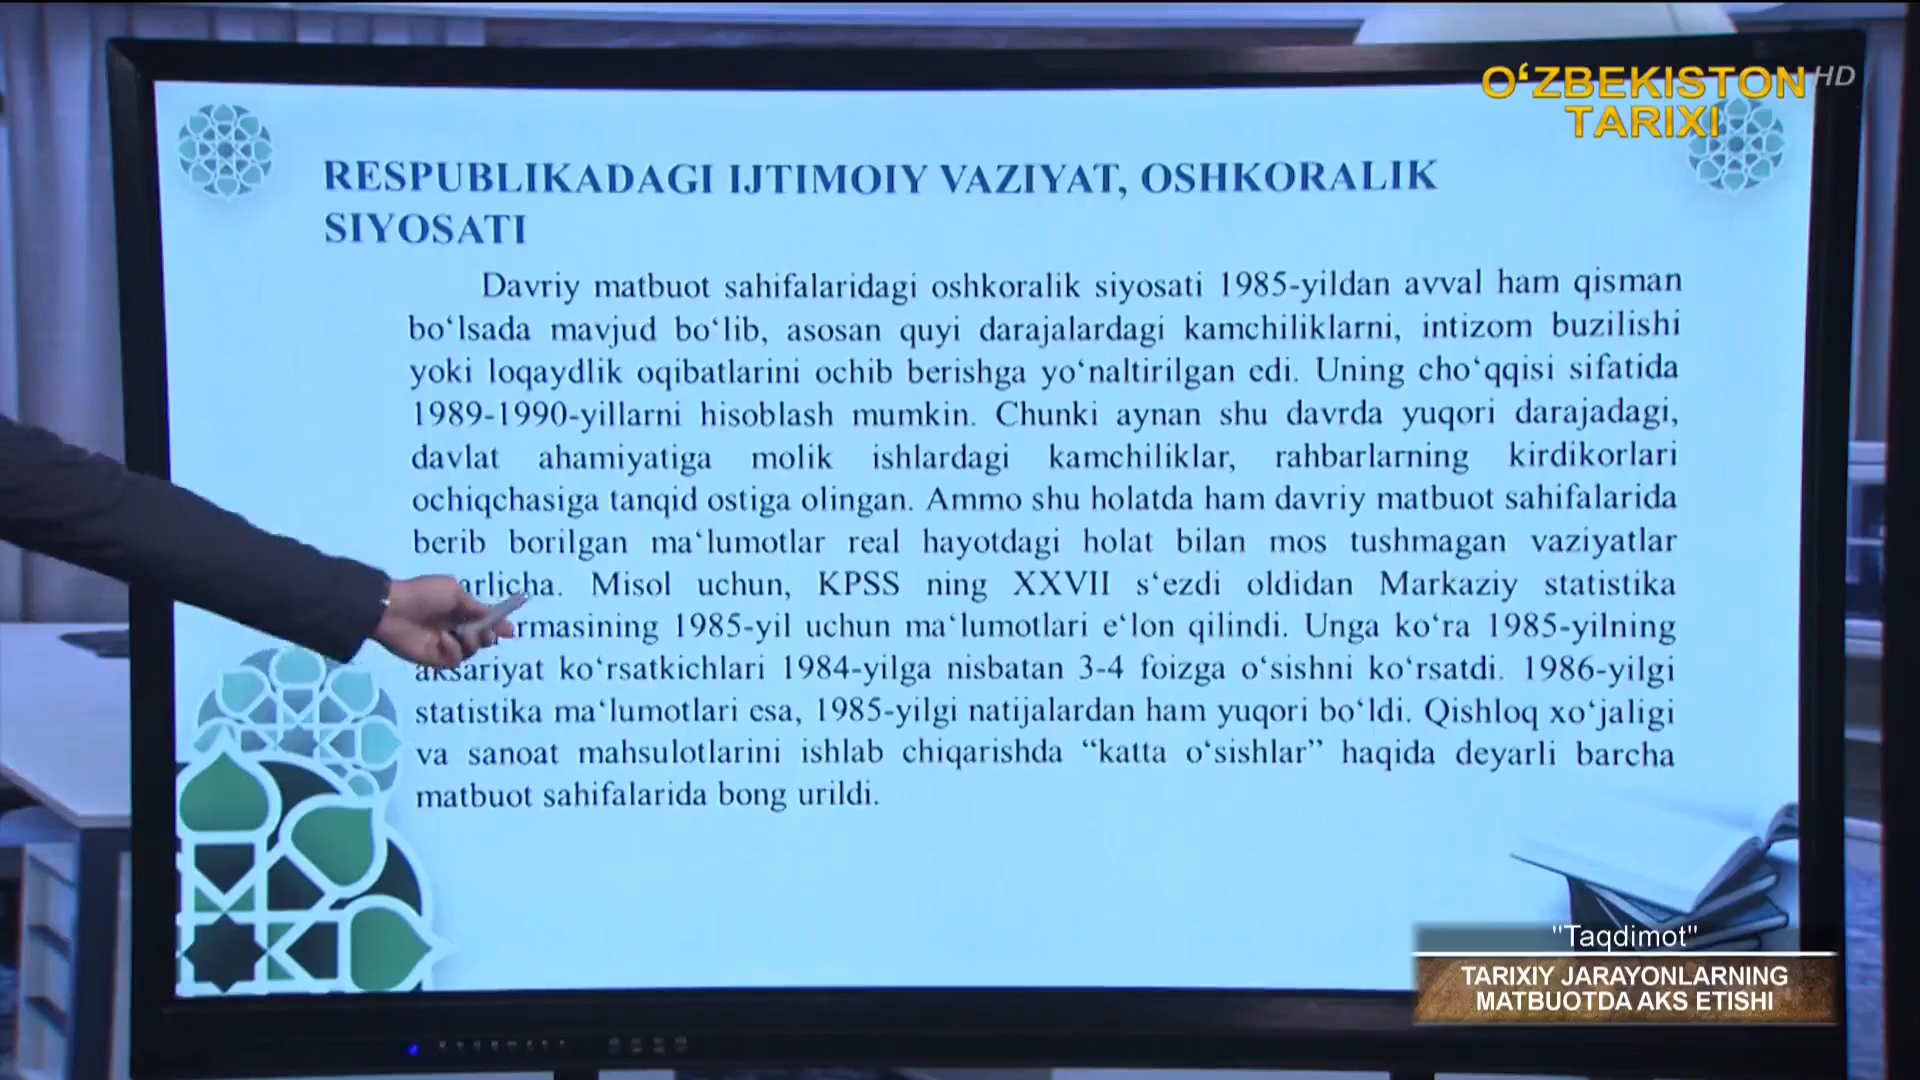 O‘ZBEKISTON HD
TARIXI
RESPUBLIKADAGI IJTIMOIY VAZIYAT, OSHKORALIK
SIYOSATI
Davriy matbuot sahifalaridagi oshkoralik siyosati 1985-yildan avval ham qisman
bo‘lsada mavjud bo‘lib, asosan quyi darajalardagi kamchiliklarni, intizom buzilishi
yoki loqaydlik oqibatlarini ochib berishga yo‘naltirilgan edi. Uning cho‘qqisi sifatida
1989-1990-yillarni hisoblash mumkin. Chunki aynan shu davrda yuqori darajadagi,
davlat ahamiyatiga molik ishlardagi kamchiliklar, rahbarlarning kirdikorlari
ochiqchasiga tanqid ostiga olingan. Ammo shu holatda ham davriy matbuot sahifalarida
berib borilgan ma‘lumotlar real hayotdagi holat bilan mos tushmagan vaziyatlar
Misol uchun, KPSS ning XXVII s‘ezdi oldidan Markaziy statistika
1985-yil uchun ma‘lumotlari e‘lon qilindi. Unga ko‘ra 1985-yilning
aksariyat ko‘rsatkichlari 1984-yilga nisbatan 3-4 foizga o‘sishni ko‘rsatdi. 1986-yilgi
statistika ma‘lumotlari esa, 1985-yilgi natijalardan ham yuqori bo‘ldi. Qishloq xo‘jaligi
va sanoat mahsulotlarini ishlab chiqarishda “katta o‘sishlar” haqida deyarli barcha
matbuot sahifalarida bong urildi.
"Taqdimot"
TARIXIY JARAYONLARNING
MATBUOTDA AKS ETISHI